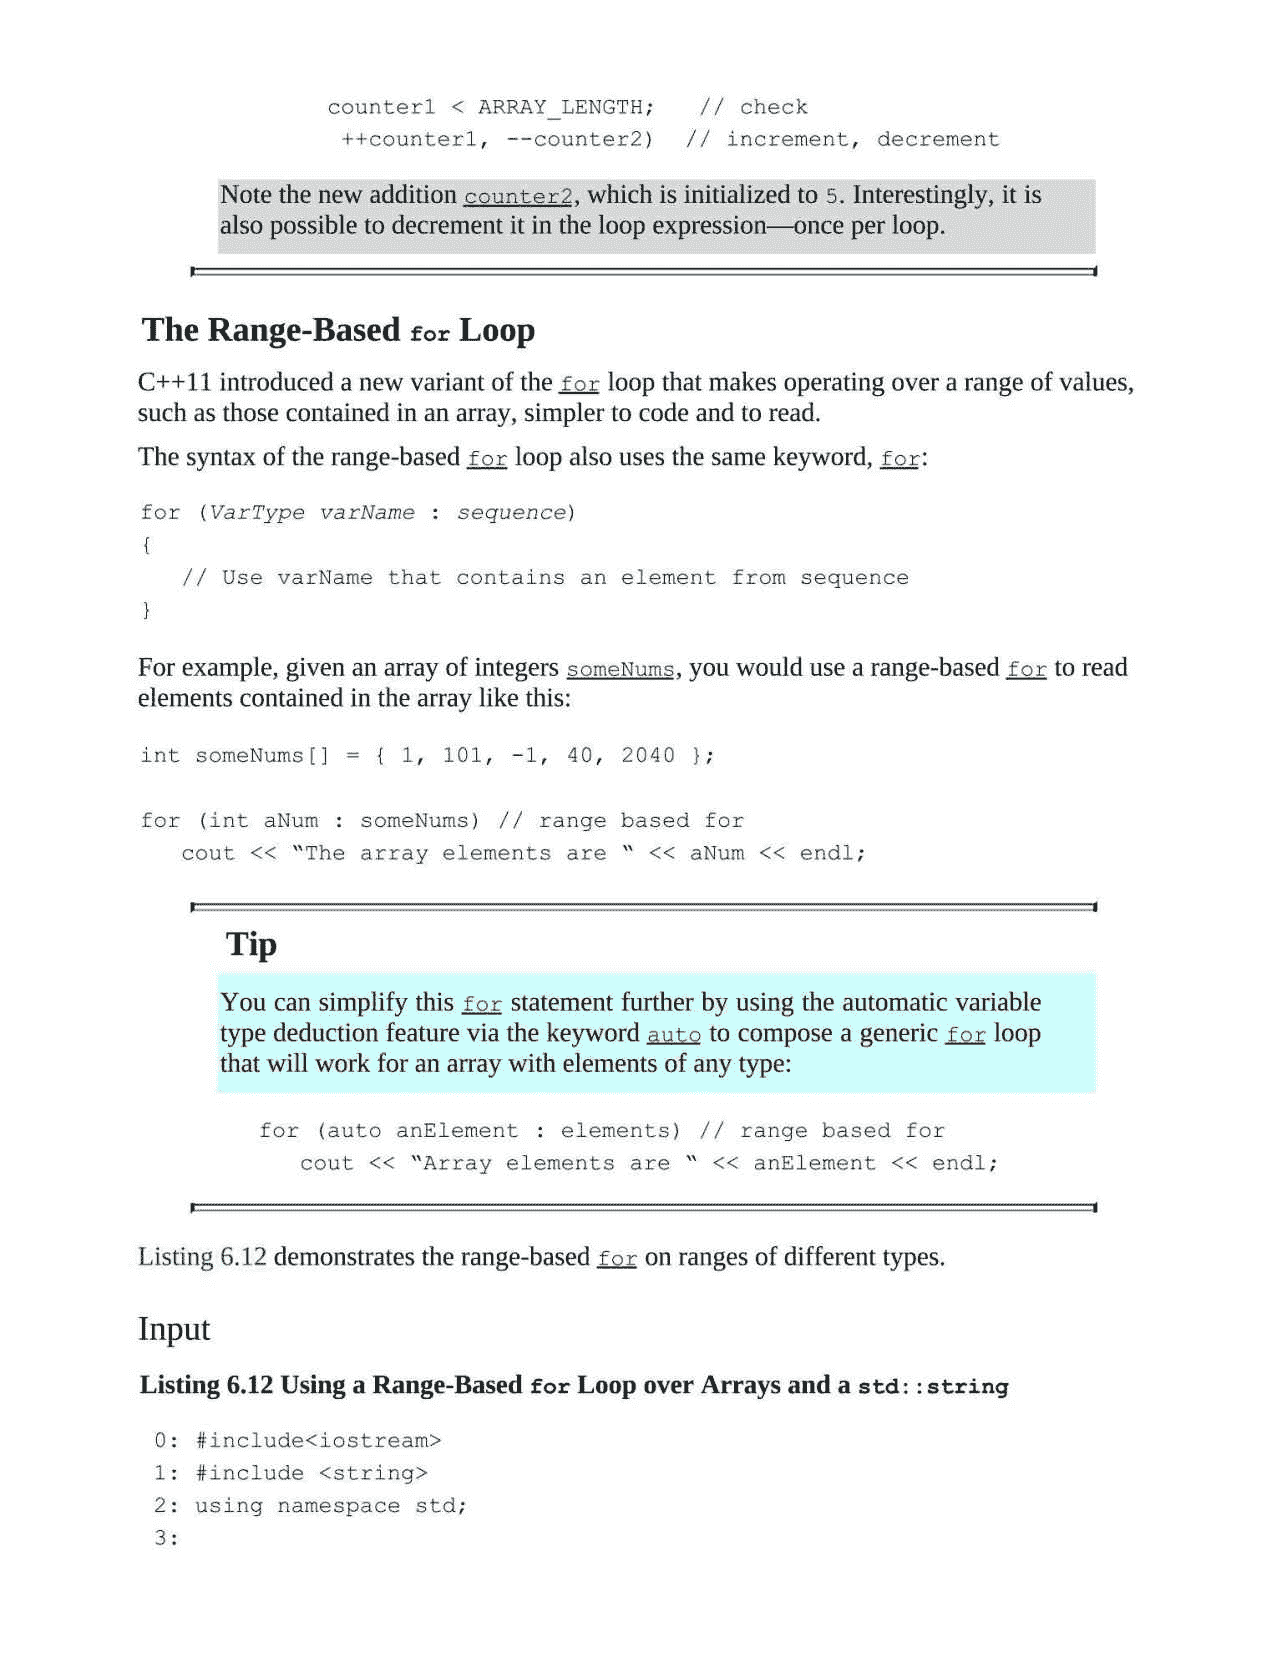 counter1 < ARRAY_LENGTH;   // check
++counter1, --counter2)  // increment, decrement
Note the new addition counter2, which is initialized to 5. Interestingly, it is
also possible to decrement it in the loop expression—once per loop.
The Range-Based for Loop
C++11 introduced a new variant of the for loop that makes operating over a range of values,
such as those contained in an array, simpler to code and to read.
The syntax of the range-based for loop also uses the same keyword, for:
for (VarType varName : sequence)
{
   // Use varName that contains an element from sequence
}
For example, given an array of integers someNums, you would use a range-based for to read
elements contained in the array like this:
int someNums[] = { 1, 101, -1, 40, 2040 };
for (int aNum : someNums) // range based for
   cout << “The array elements are “ << aNum << endl;
Tip
You can simplify this for statement further by using the automatic variable
type deduction feature via the keyword auto to compose a generic for loop
that will work for an array with elements of any type:
for (auto anElement : elements) // range based for
   cout << “Array elements are “ << anElement << endl;
Listing 6.12 demonstrates the range-based for on ranges of different types.
Input
Listing 6.12 Using a Range-Based for Loop over Arrays and a std::string
0: #include<iostream>
1: #include <string>
2: using namespace std;
3: